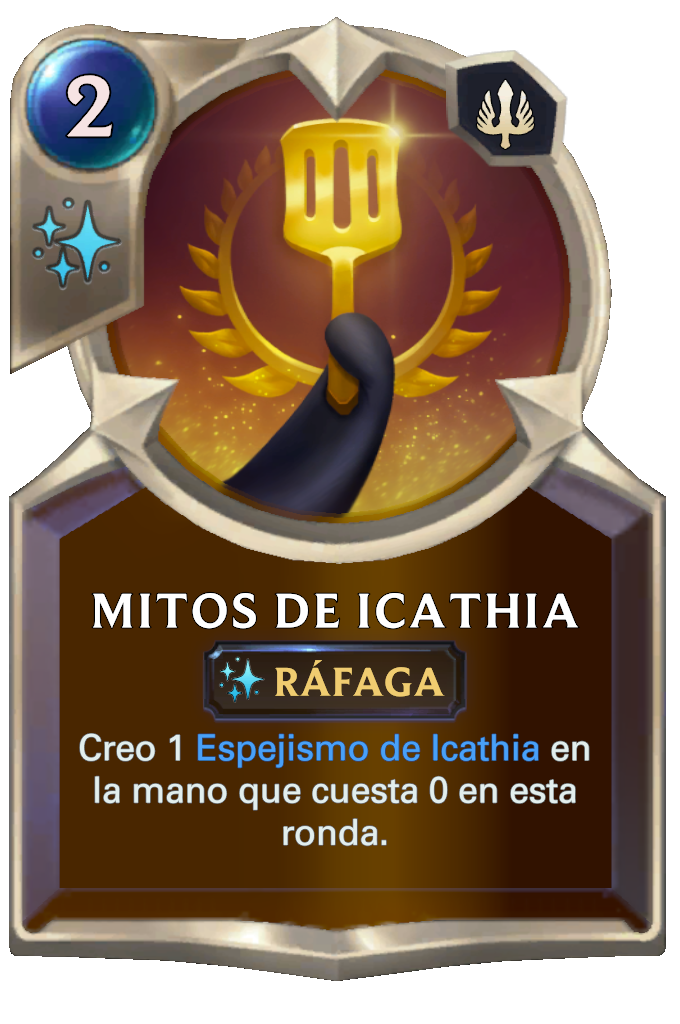 2
MITOS DE ICATHIA
RÁFAGA
Creo 1 Espejismo de Icathia en
la mano que cuesta 0 en esta
ronda.